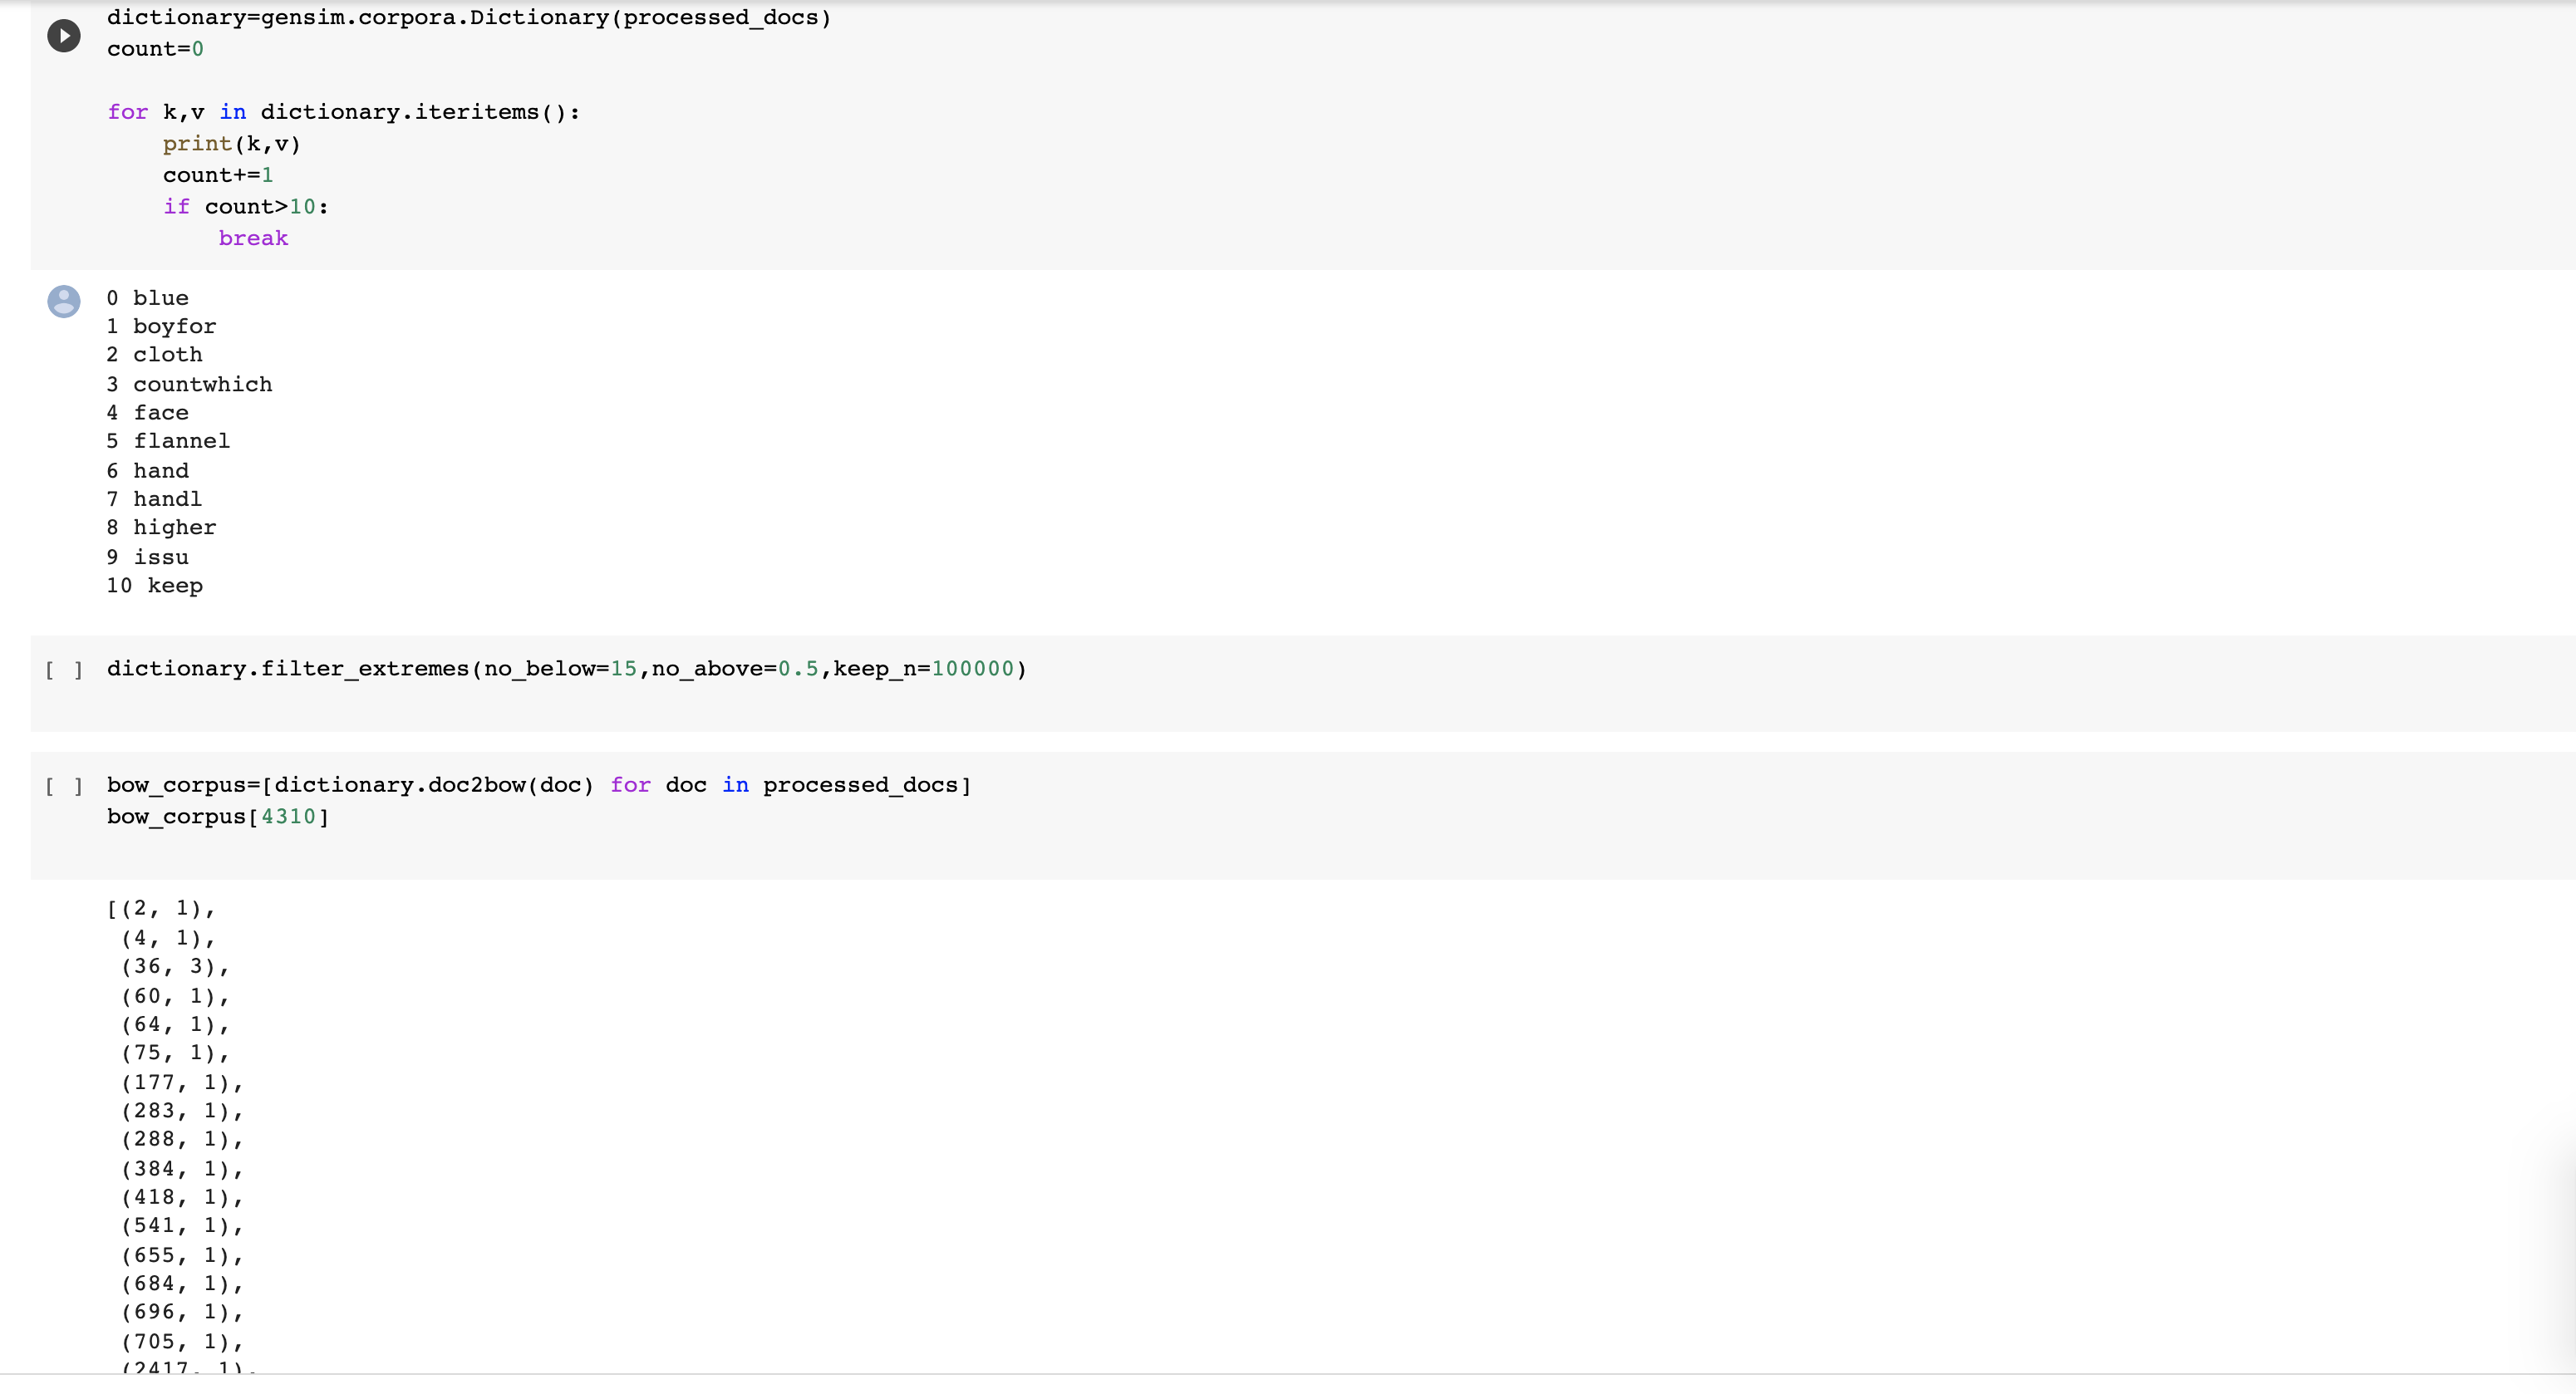 dictionary=gensim.corpora.Dictionary(processed_docs)
count=0
for k,v in dictionary.iteritems():
    print(k,v)
    count+=1
    if count>10:
        break
0 blue
1 boyfor
2 cloth
3 countwhich
4 face
5 flannel
6 hand
7 handl
8 higher
9 issu
10 keep
[ ] dictionary.filter_extremes(no_below=15,no_above=0.5,keep_n=100000)
[ ] bow_corpus=[dictionary.doc2bow(doc) for doc in processed_docs]
bow_corpus[4310]
[(2, 1),
 (4, 1),
 (36, 3),
 (60, 1),
 (64, 1),
 (75, 1),
 (177, 1),
 (283, 1),
 (288, 1),
 (384, 1),
 (418, 1),
 (541, 1),
 (655, 1),
 (684, 1),
 (696, 1),
 (705, 1),
 (2417, 1),